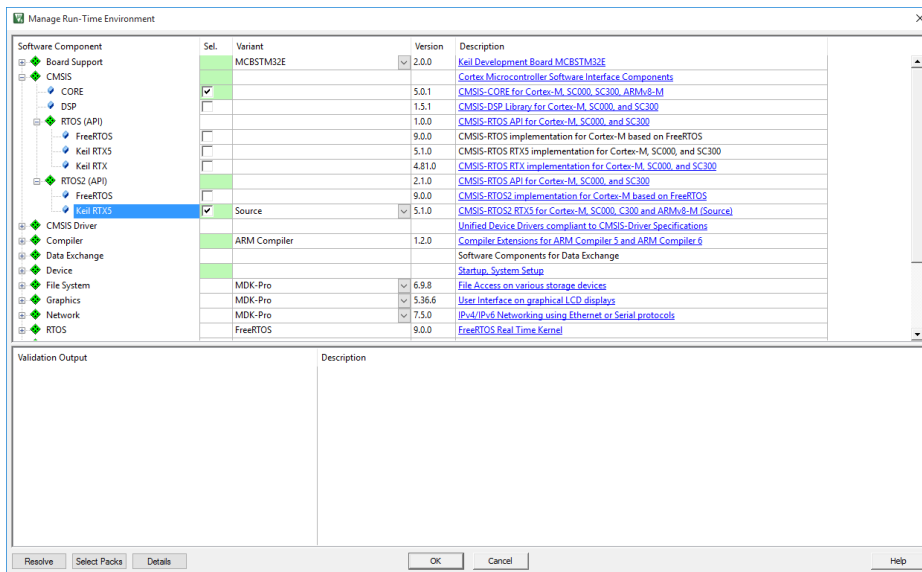 Manage Run-Time Environment
Software Component Sel. Variant Version Description
Board Support MCBSTM32E 2.0.0 Keil Development Board MCBSTM32E
CMSIS Cortex Microcontroller Software Interface Components
CORE 5.0.1 CMSIS-CORE for Cortex-M, SC000, SC300, ARMv8-M
DSP 1.5.1 CMSIS-DSP Library for Cortex-M, SC000, and SC300
RTOS (API) 1.0.0 CMSIS-RTOS API for Cortex-M, SC000, and SC300
FreeRTOS 9.0.0 CMSIS-RTOS implementation for Cortex-M based on FreeRTOS
Keil RTX5 5.1.0 CMSIS-RTOS RTX5 implementation for Cortex-M, SC000, and SC300
Keil RTX 4.81.0 CMSIS-RTOS RTX implementation for Cortex-M, SC000, and SC300
RTOS2 (API) 2.1.0 CMSIS-RTOS API for Cortex-M, SC000, and SC300
FreeRTOS 9.0.0 CMSIS-RTOS2 implementation for Cortex-M based on FreeRTOS
Keil RTX5 Source 5.1.0 CMSIS-RTOS2 RTX5 for Cortex-M, SC000, C300 and ARMv8-M (Source)
CMSIS Driver Unified Device Drivers compliant to CMSIS-Driver Specifications
Compiler ARM Compiler 1.2.0 Compiler Extensions for ARM Compiler 5 and ARM Compiler 6
Data Exchange Software Components for Data Exchange
Device Startup, System Setup
File System MDK-Pro 6.9.8 File Access on various storage devices
Graphics MDK-Pro 5.36.6 User Interface on graphical LCD displays
Network MDK-Pro 7.5.0 IPv4/IPv6 Networking using Ethernet or Serial protocols
RTOS FreeRTOS 9.0.0 FreeRTOS Real Time Kernel
Validation Output Description
Resolve Select Packs Details OK Cancel Help